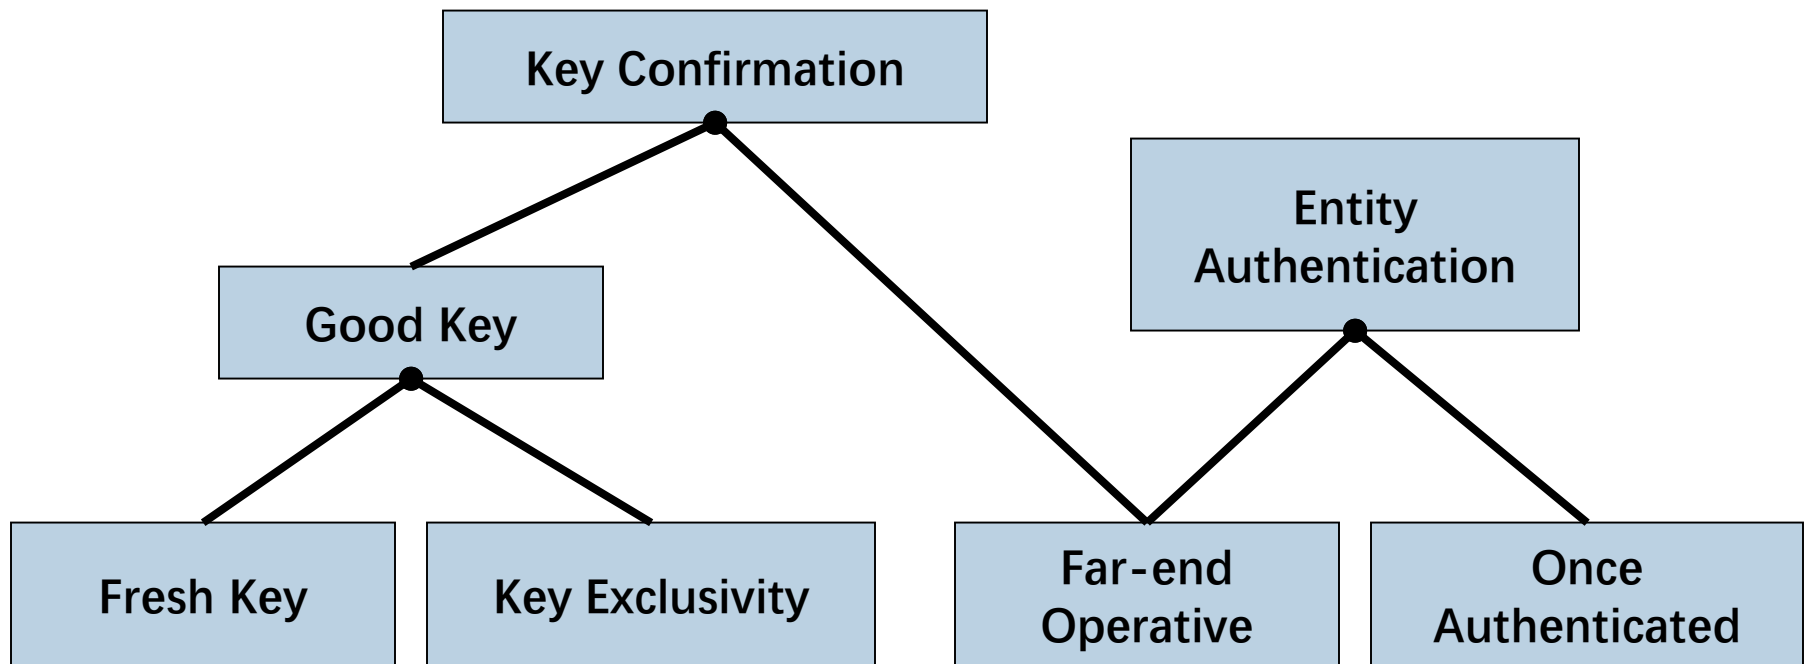 Key Confirmation
Entity
Authentication
Good Key
Fresh Key
Key Exclusivity
Far-end
Operative
Once
Authenticated